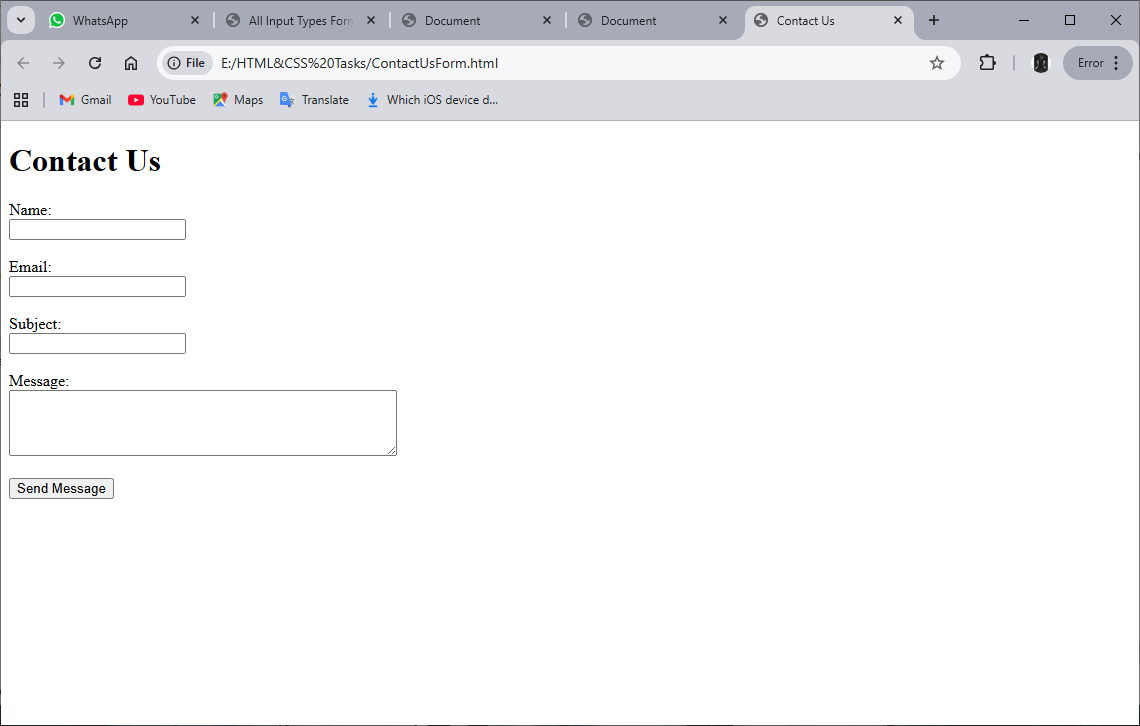 WhatsApp All Input Types Form Document Document Contact Us
File E:/HTML&CSS%20Tasks/ContactUsForm.html Error
Gmail YouTube Maps Translate Which iOS device d...
Contact Us
Name:
Email:
Subject:
Message:
Send Message